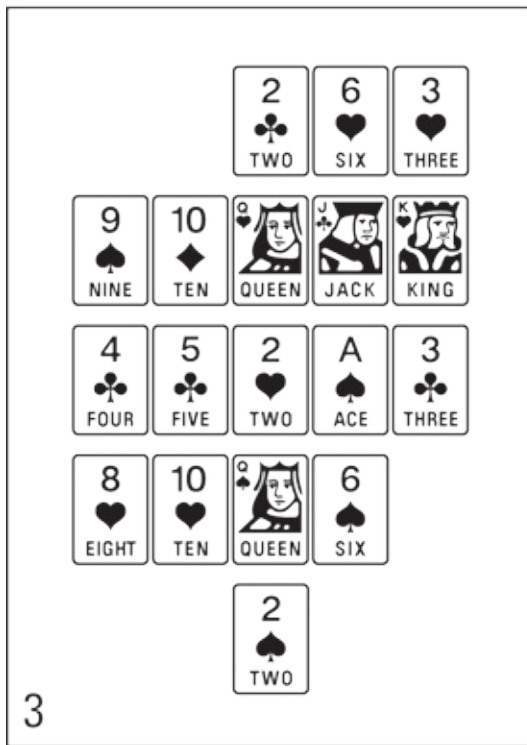 2 6 3
TWO SIX THREE
9 10 Q J K
NINE TEN QUEEN JACK KING
4 5 2 A 3
FOUR FIVE TWO ACE THREE
8 10 Q 6
EIGHT TEN QUEEN SIX
2
TWO
3